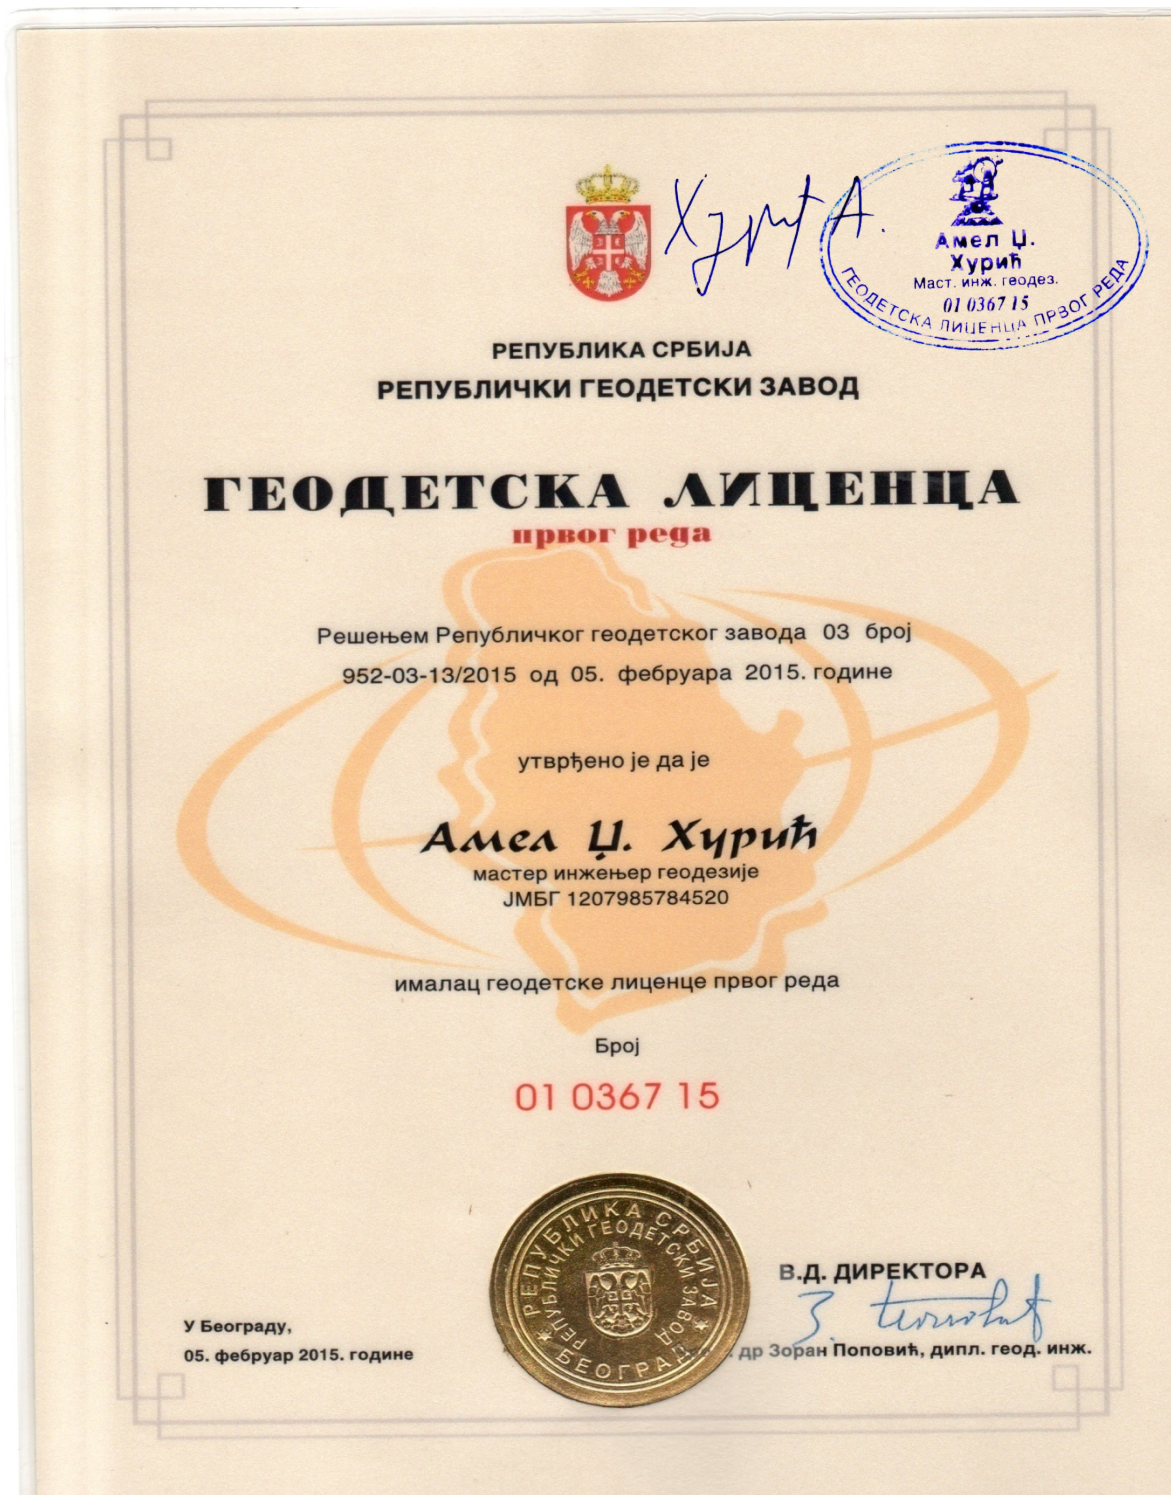 Хурић А.
Амел Џ.
Хурић
Маст. инж. геодез.
01 0367 15
ГЕОДЕТСКА ЛИЦЕНЦА ПРВОГ РЕДА
РЕПУБЛИКА СРБИЈА
РЕПУБЛИЧКИ ГЕОДЕТСКИ ЗАВОД
ГЕОДЕТСКА ЛИЦЕНЦА
првог реда
Решењем Републичког геодетског завода 03 број
952-03-13/2015 од 05. фебруара 2015. године
утврђено је да је
Амел Џ. Хурић
мастер инжењер геодезије
ЈМБГ 1207985784520
ималац геодетске лиценце првог реда
Број
01 0367 15
РЕПУБЛИКА СРБИЈА
РЕПУБЛИЧКИ ГЕОДЕТСКИ ЗАВОД
БЕОГРАД
В.Д. ДИРЕКТОРА
З. Поповић
др Зоран Поповић, дипл. геод. инж.
У Београду,
05. фебруар 2015. године